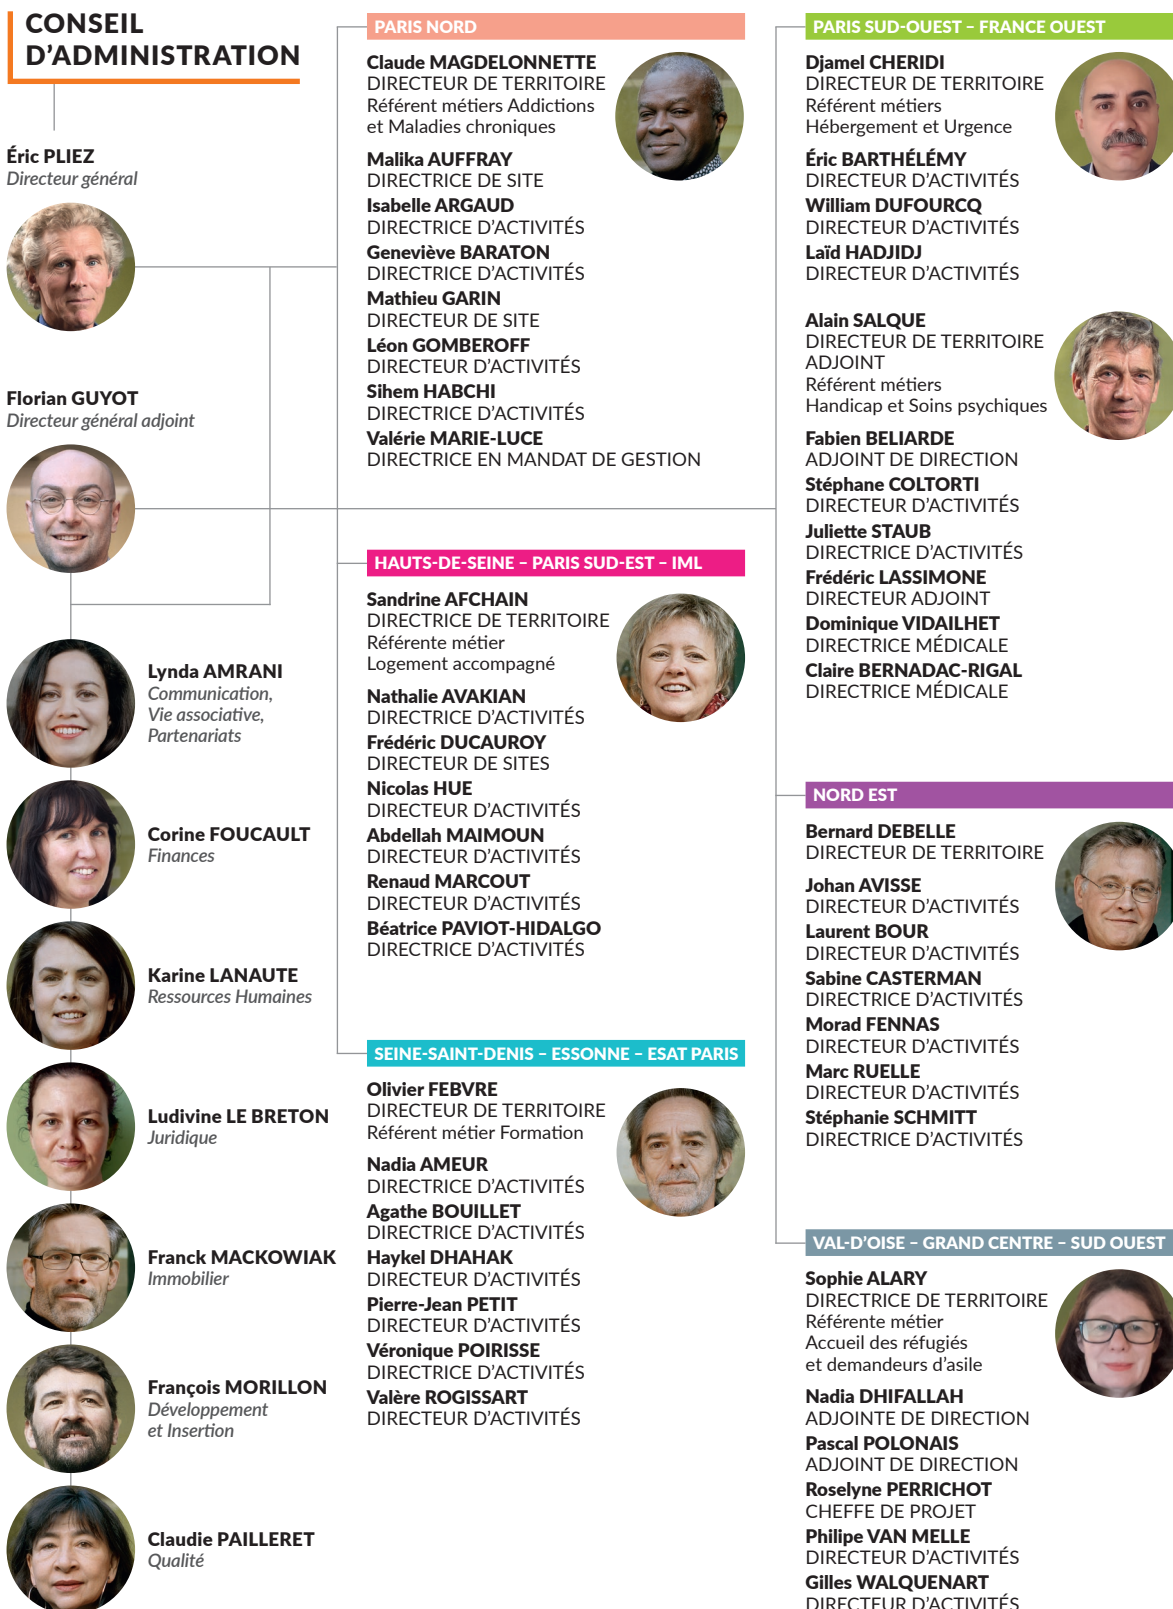 CONSEIL
D'ADMINISTRATION
Éric PLIEZ
Directeur général
Florian GUYOT
Directeur général adjoint
Lynda AMRANI
Communication,
Vie associative,
Partenariats
Corine FOUCAULT
Finances
Karine LANAUTE
Ressources Humaines
Ludivine LE BRETON
Juridique
Franck MACKOWIAK
Immobilier
François MORILLON
Développement
et Insertion
Claudie PAILLERET
Qualité
PARIS NORD
Claude MAGDELONNETTE
DIRECTEUR DE TERRITOIRE
Référent métiers Addictions
et Maladies chroniques
Malika AUFFRAY
DIRECTRICE DE SITE
Isabelle ARGAUD
DIRECTRICE D'ACTIVITÉS
Geneviève BARATON
DIRECTRICE D'ACTIVITÉS
Mathieu GARIN
DIRECTEUR DE SITE
Léon GOMBEROFF
DIRECTEUR D'ACTIVITÉS
Sihem HABCHI
DIRECTRICE D'ACTIVITÉS
Valérie MARIE-LUCE
DIRECTRICE EN MANDAT DE GESTION
HAUTS-DE-SEINE – PARIS SUD-EST – IML
Sandrine AFCHAIN
DIRECTRICE DE TERRITOIRE
Référente métier
Logement accompagné
Nathalie AVAKIAN
DIRECTRICE D'ACTIVITÉS
Frédéric DUCAUROY
DIRECTEUR DE SITES
Nicolas HUE
DIRECTEUR D'ACTIVITÉS
Abdellah MAIMOUN
DIRECTEUR D'ACTIVITÉS
Renaud MARCOUT
DIRECTEUR D'ACTIVITÉS
Béatrice PAVIOT-HIDALGO
DIRECTRICE D'ACTIVITÉS
SEINE-SAINT-DENIS – ESSONNE – ESAT PARIS
Olivier FEBVRE
DIRECTEUR DE TERRITOIRE
Référent métier Formation
Nadia AMEUR
DIRECTRICE D'ACTIVITÉS
Agathe BOUILLET
DIRECTRICE D'ACTIVITÉS
Haykel DHAHAK
DIRECTEUR D'ACTIVITÉS
Pierre-Jean PETIT
DIRECTEUR D'ACTIVITÉS
Véronique POIRISSE
DIRECTRICE D'ACTIVITÉS
Valère ROGISSART
DIRECTEUR D'ACTIVITÉS
PARIS SUD-OUEST – FRANCE OUEST
Djamel CHERIDI
DIRECTEUR DE TERRITOIRE
Référent métiers
Hébergement et Urgence
Éric BARTHÉLÉMY
DIRECTEUR D'ACTIVITÉS
William DUFOURCQ
DIRECTEUR D'ACTIVITÉS
Laïd HADJIDJ
DIRECTEUR D'ACTIVITÉS
Alain SALQUE
DIRECTEUR DE TERRITOIRE
ADJOINT
Référent métiers
Handicap et Soins psychiques
Fabien BELIARDE
ADJOINT DE DIRECTION
Stéphane COLTORTI
DIRECTEUR D'ACTIVITÉS
Juliette STAUB
DIRECTRICE D'ACTIVITÉS
Frédéric LASSIMONE
DIRECTEUR ADJOINT
Dominique VIDAILHET
DIRECTRICE MÉDICALE
Claire BERNADAC-RIGAL
DIRECTRICE MÉDICALE
NORD EST
Bernard DEBELLE
DIRECTEUR DE TERRITOIRE
Johan AVISSE
DIRECTEUR D'ACTIVITÉS
Laurent BOUR
DIRECTEUR D'ACTIVITÉS
Sabine CASTERMAN
DIRECTRICE D'ACTIVITÉS
Morad FENNAS
DIRECTEUR D'ACTIVITÉS
Marc RUELLE
DIRECTEUR D'ACTIVITÉS
Stéphanie SCHMITT
DIRECTRICE D'ACTIVITÉS
VAL-D'OISE – GRAND CENTRE – SUD OUEST
Sophie ALARY
DIRECTRICE DE TERRITOIRE
Référente métier
Accueil des réfugiés
et demandeurs d'asile
Nadia DHIFALLAH
ADJOINTE DE DIRECTION
Pascal POLONAIS
ADJOINT DE DIRECTION
Roselyne PERRICHOT
CHEFFE DE PROJET
Philipe VAN MELLE
DIRECTEUR D'ACTIVITÉS
Gilles WALQUENART
DIRECTEUR D'ACTIVITÉS